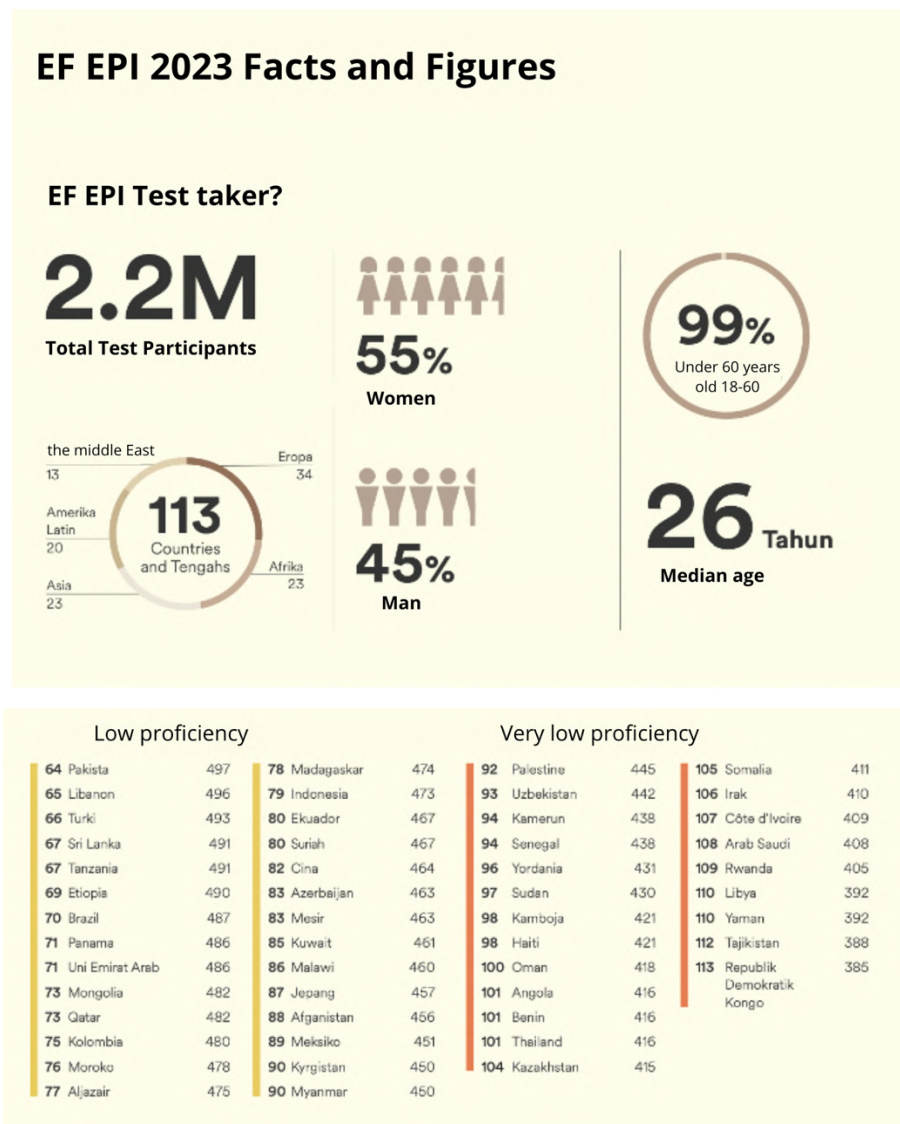 EF EPI 2023 Facts and Figures
EF EPI Test taker?
2.2M
Total Test Participants
55%
Women
99%
Under 60 years
old 18-60
the middle East
13
Eropa
34
Amerika
Latin
20
113
Countries
and Tengahs
Asia
23
Afrika
23
45%
Man
26 Tahun
Median age
Low proficiency
64 Pakista 497
65 Libanon 496
66 Turki 493
67 Sri Lanka 491
67 Tanzania 491
69 Etiopia 490
70 Brazil 487
71 Panama 486
71 Uni Emirat Arab 486
73 Mongolia 482
73 Qatar 482
75 Kolombia 480
76 Moroko 478
77 Aljazair 475
78 Madagaskar 474
79 Indonesia 473
80 Ekuador 467
80 Suriah 467
82 Cina 464
83 Azerbaijan 463
83 Mesir 463
85 Kuwait 461
86 Malawi 460
87 Jepang 457
88 Afganistan 456
89 Meksiko 451
90 Kyrgistan 450
90 Myanmar 450
Very low proficiency
92 Palestine 445
93 Uzbekistan 442
94 Kamerun 438
94 Senegal 438
96 Yordania 431
97 Sudan 430
98 Kamboja 421
98 Haiti 421
100 Oman 418
101 Angola 416
101 Benin 416
101 Thailand 416
104 Kazakhstan 415
105 Somalia 411
106 Irak 410
107 Côte d'Ivoire 409
108 Arab Saudi 408
109 Rwanda 405
110 Libya 392
110 Yaman 392
112 Tajikistan 388
113 Republik 385
Demokratik
Kongo